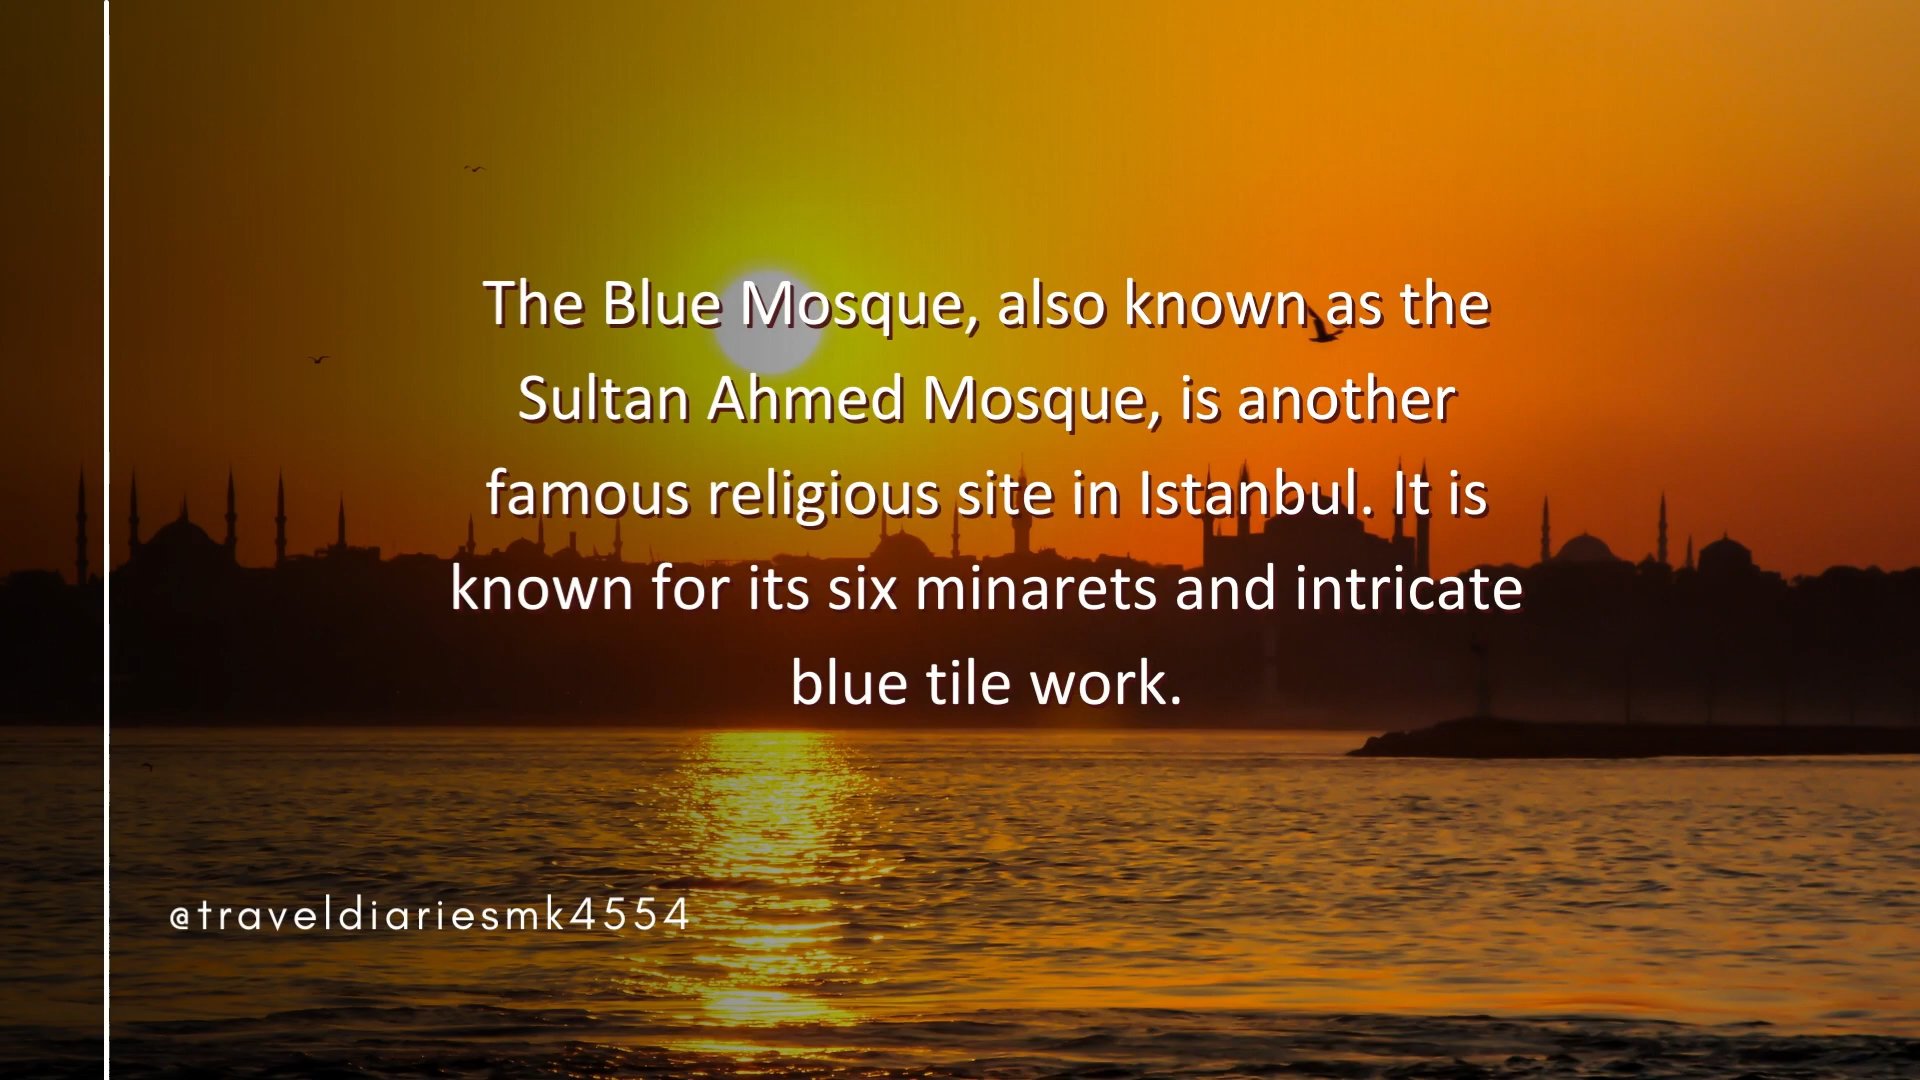 The Blue Mosque, also known as the
Sultan Ahmed Mosque, is another
famous religious site in Istanbul. It is
known for its six minarets and intricate
blue tile work.
@traveldiariesmk4554